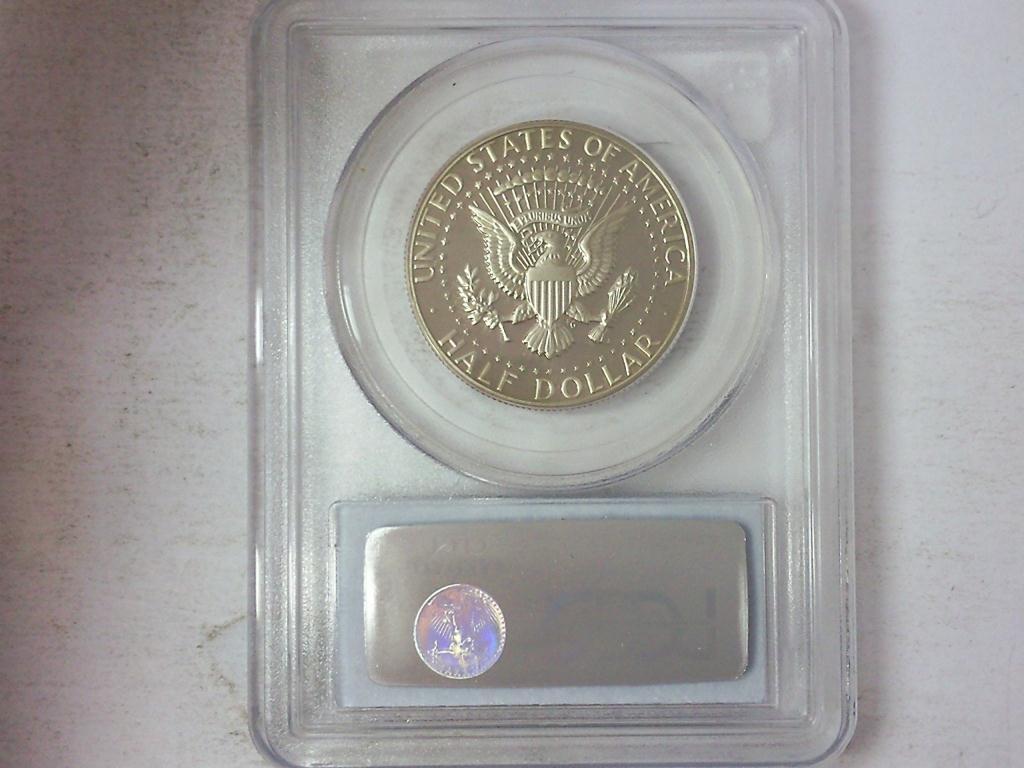 UNITED STATES OF AMERICA
PLURIBUS UNUM
HALF DOLLAR